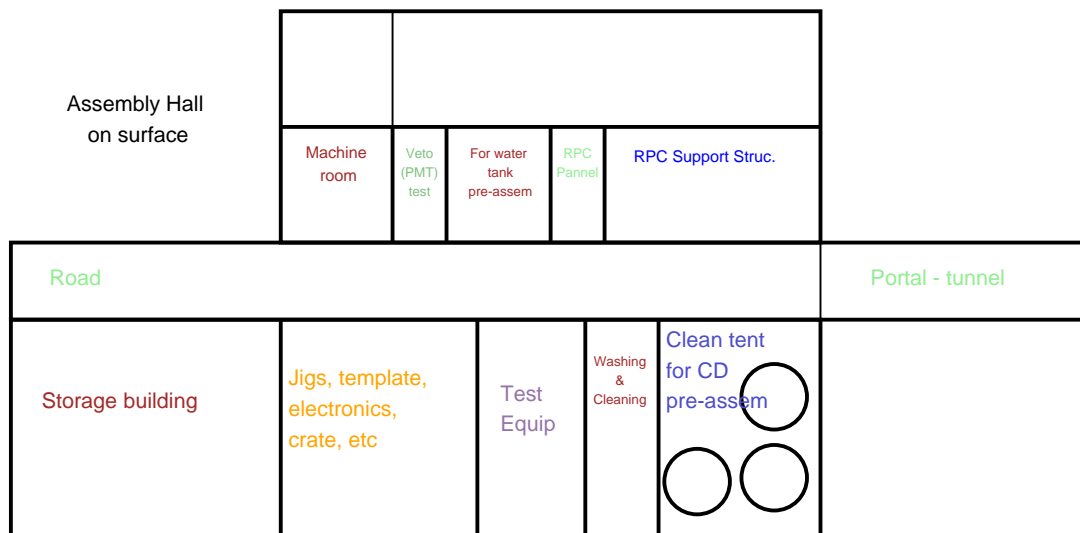 Assembly Hall
on surface
Machine
room
Veto
(PMT)
test
For water
tank
pre-assem
RPC
Pannel
RPC Support Struc.
Road
Portal - tunnel
Storage building
Jigs, template,
electronics,
crate, etc
Test
Equip
Washing
&
Cleaning
Clean tent
for CD
pre-assem